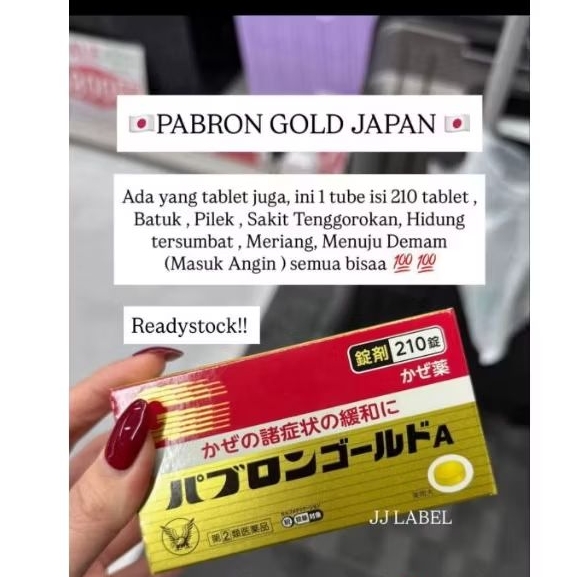 🇯🇵PABRON GOLD JAPAN 🇯🇵
Ada yang tablet juga, ini 1 tube isi 210 tablet ,
Batuk , Pilek , Sakit Tenggorokan, Hidung
tersumbat , Meriang, Menuju Demam
(Masuk Angin ) semua bisaa 💯 💯
Readystock!!
錠剤 210錠
かぜ薬
かぜの諸症状の緩和に
パブロンゴールドA
第②類医薬品
JJ LABEL